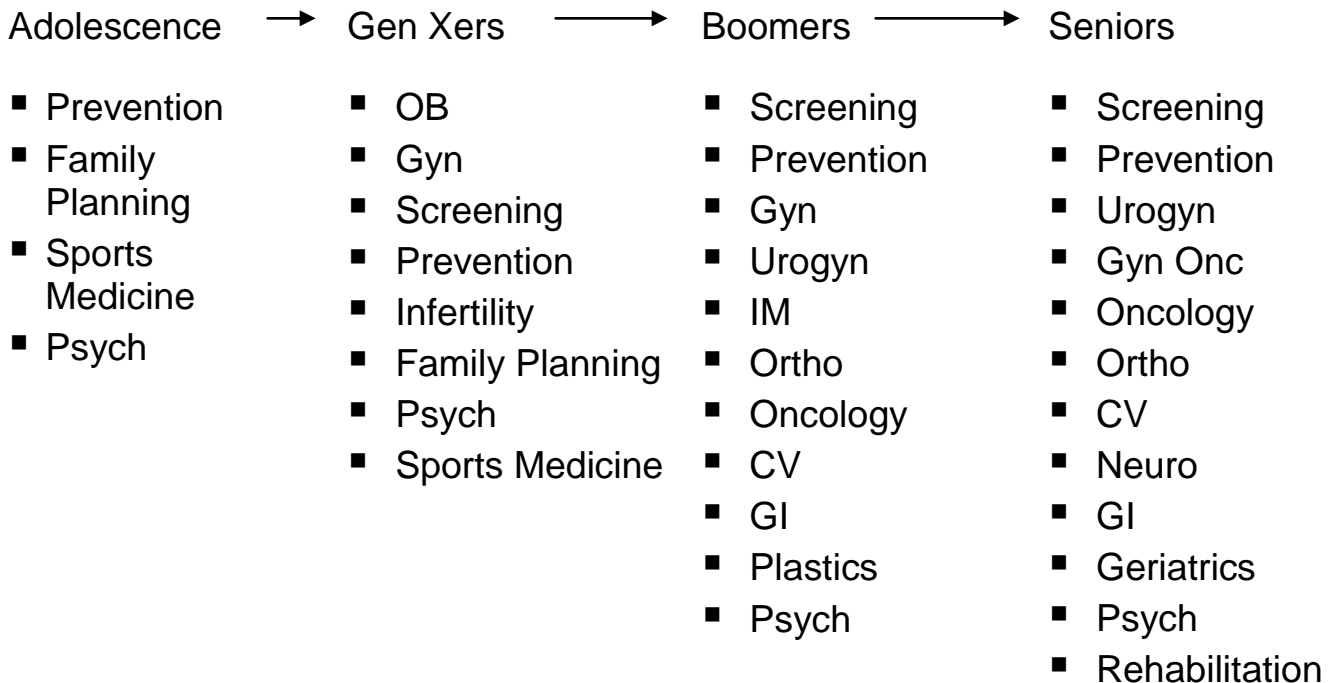 Adolescence → Gen Xers → Boomers → Seniors
▪ Prevention
▪ Family
Planning
▪ Sports
Medicine
▪ Psych
▪ OB
▪ Gyn
▪ Screening
▪ Prevention
▪ Infertility
▪ Family Planning
▪ Psych
▪ Sports Medicine
▪ Screening
▪ Prevention
▪ Gyn
▪ Urogyn
▪ IM
▪ Ortho
▪ Oncology
▪ CV
▪ GI
▪ Plastics
▪ Psych
▪ Screening
▪ Prevention
▪ Urogyn
▪ Gyn Onc
▪ Oncology
▪ Ortho
▪ CV
▪ Neuro
▪ GI
▪ Geriatrics
▪ Psych
▪ Rehabilitation